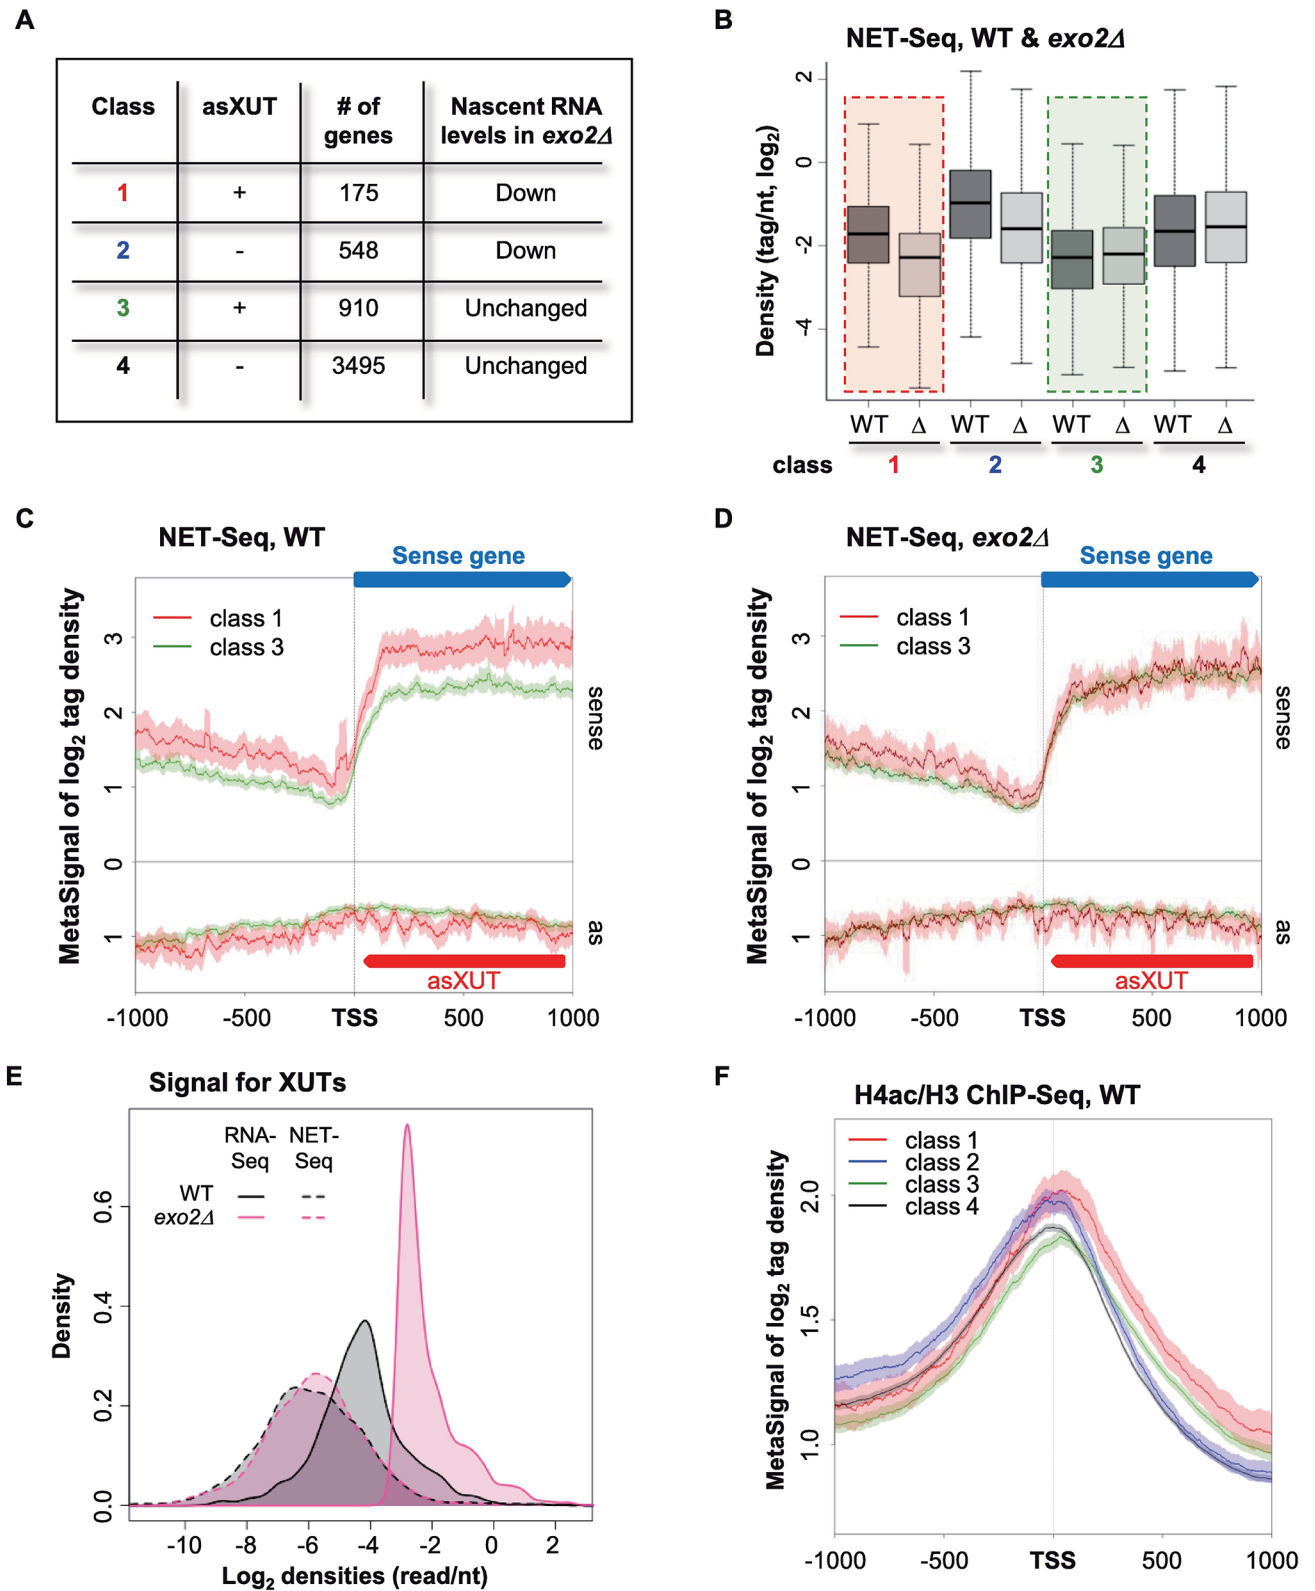 A
Class asXUT # of genes Nascent RNA levels in exo2Δ
1 + 175 Down
2 - 548 Down
3 + 910 Unchanged
4 - 3495 Unchanged
B
NET-Seq, WT & exo2Δ
Density (tag/nt, log2)
2
0
-2
-4
WT Δ WT Δ WT Δ WT Δ
class 1 2 3 4
C
NET-Seq, WT
Sense gene
class 1
class 3
MetaSignal of log2 tag density
3
2
1
0
1
sense
as
asXUT
-1000 -500 TSS 500 1000
D
NET-Seq, exo2Δ
Sense gene
class 1
class 3
MetaSignal of log2 tag density
3
2
1
0
1
sense
as
asXUT
-1000 -500 TSS 500 1000
E
Signal for XUTs
RNA-Seq NET-Seq
WT
exo2Δ
Density
0.6
0.4
0.2
0.0
-10 -8 -6 -4 -2 0 2
Log2 densities (read/nt)
F
H4ac/H3 ChIP-Seq, WT
class 1
class 2
class 3
class 4
MetaSignal of log2 tag density
2.0
1.5
1.0
-1000 -500 TSS 500 1000